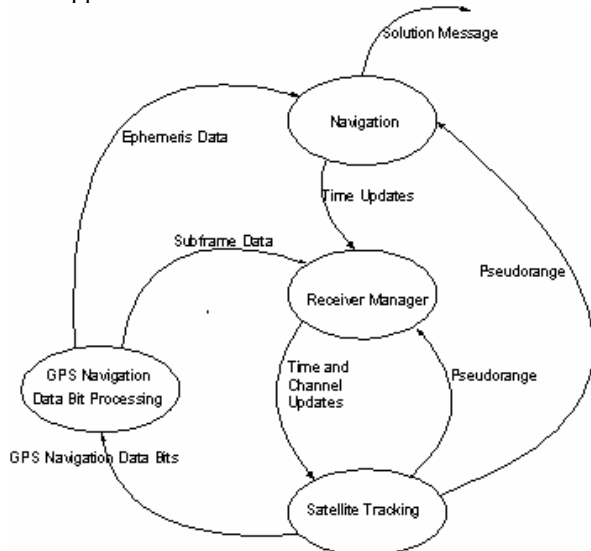 Solution Message
Navigation
Ephemeris Data
Time Updates
Subframe Data
Pseudorange
Receiver Manager
GPS Navigation
Data Bit Processing
Time and
Channel
Updates
Pseudorange
GPS Navigation Data Bits
Satellite Tracking